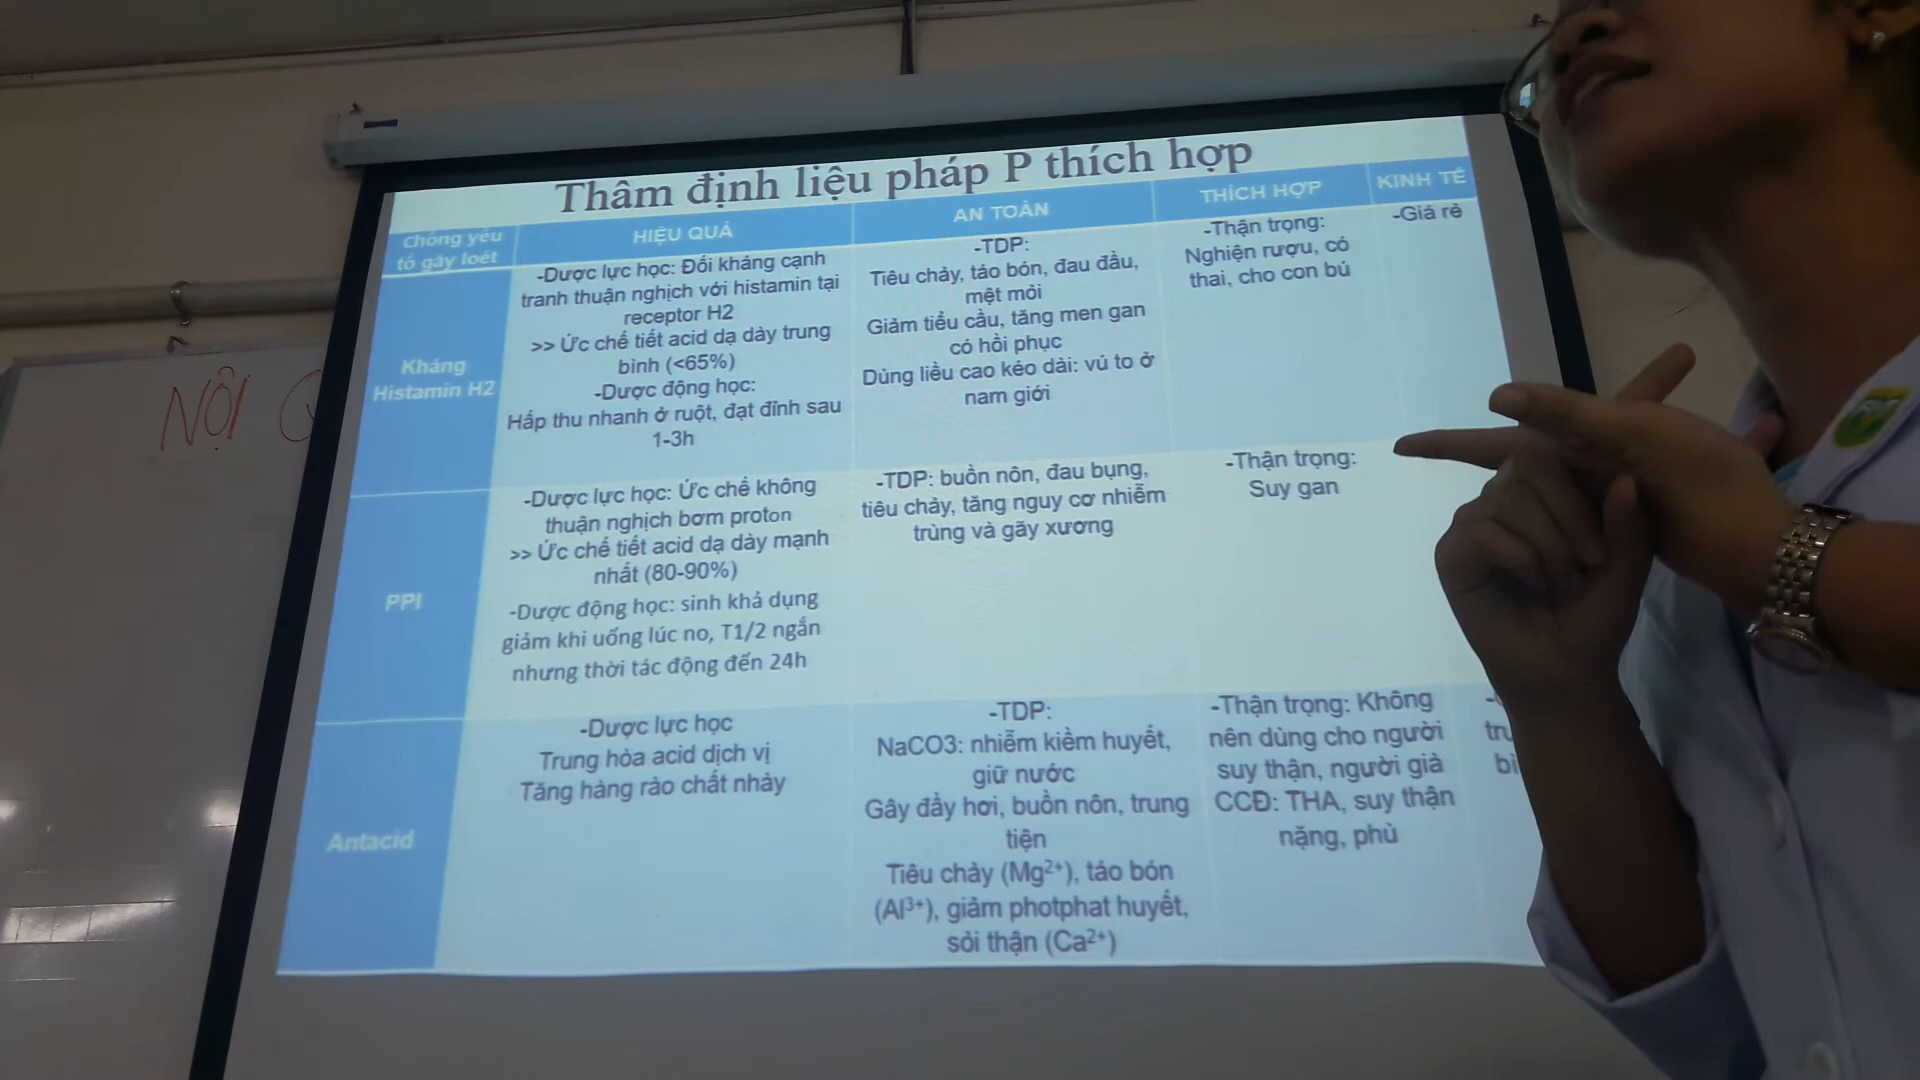 Thâm định liệu pháp P thích hợp
Chống yếu
tố gây loét
HIỆU QUẢ
AN TOÀN
THÍCH HỢP
KINH TẾ
Kháng
Histamin H2
-Dược lực học: Đối kháng cạnh
tranh thuận nghịch với histamin tại
receptor H2
>> Ức chế tiết acid dạ dày trung
bình (<65%)
-Dược động học:
Hấp thu nhanh ở ruột, đạt đỉnh sau
1-3h
-TDP:
Tiêu chảy, táo bón, đau đầu,
mệt mỏi
Giảm tiểu cầu, tăng men gan
có hồi phục
Dùng liều cao kéo dài: vú to ở
nam giới
-Thận trọng:
Nghiện rượu, có
thai, cho con bú
-Giá rẻ
PPI
-Dược lực học: Ức chế không
thuận nghịch bơm proton
>> Ức chế tiết acid dạ dày mạnh
nhất (80-90%)
-Dược động học: sinh khả dụng
giảm khi uống lúc no, T1/2 ngắn
nhưng thời tác động đến 24h
-TDP: buồn nôn, đau bụng,
tiêu chảy, tăng nguy cơ nhiễm
trùng và gãy xương
-Thận trọng:
Suy gan
Antacid
-Dược lực học
Trung hòa acid dịch vị
Tăng hàng rào chất nhày
-TDP:
NaCO3: nhiễm kiềm huyết,
giữ nước
Gây đầy hơi, buồn nôn, trung
tiện
Tiêu chảy (Mg²⁺), táo bón
(Al³⁺), giảm photphat huyết,
sỏi thận (Ca²⁺)
-Thận trọng: Không
nên dùng cho người
suy thận, người già
CCĐ: THA, suy thận
nặng, phù
NỘI